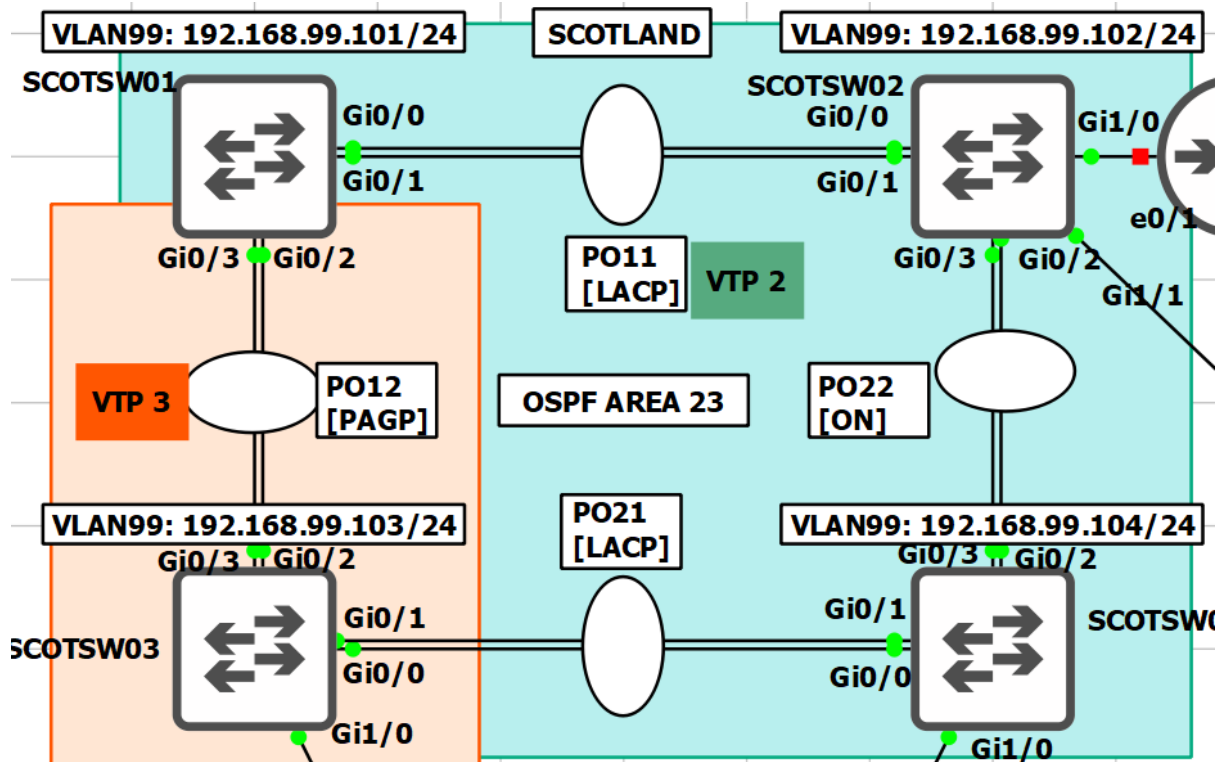 VLAN99: 192.168.99.101/24
SCOTLAND
VLAN99: 192.168.99.102/24
SCOTSW01
SCOTSW02
Gi0/0
Gi0/0
Gi1/0
Gi0/1
Gi0/1
e0/1
Gi0/3
Gi0/2
PO11
[LACP]
VTP 2
Gi0/3
Gi0/2
Gi1/1
VTP 3
PO12
[PAGP]
OSPF AREA 23
PO22
[ON]
VLAN99: 192.168.99.103/24
PO21
[LACP]
VLAN99: 192.168.99.104/24
Gi0/3
Gi0/2
Gi0/3
Gi0/2
Gi0/1
Gi0/1
SCOTSW03
Gi0/0
Gi0/0
Gi1/0
Gi1/0